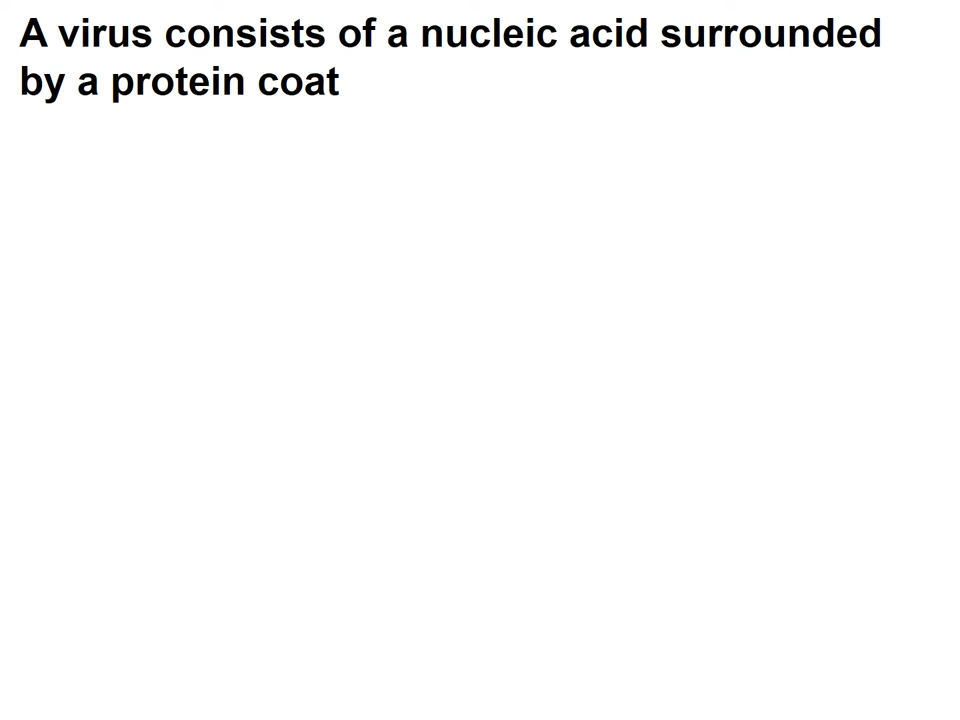 A virus consists of a nucleic acid surrounded
by a protein coat